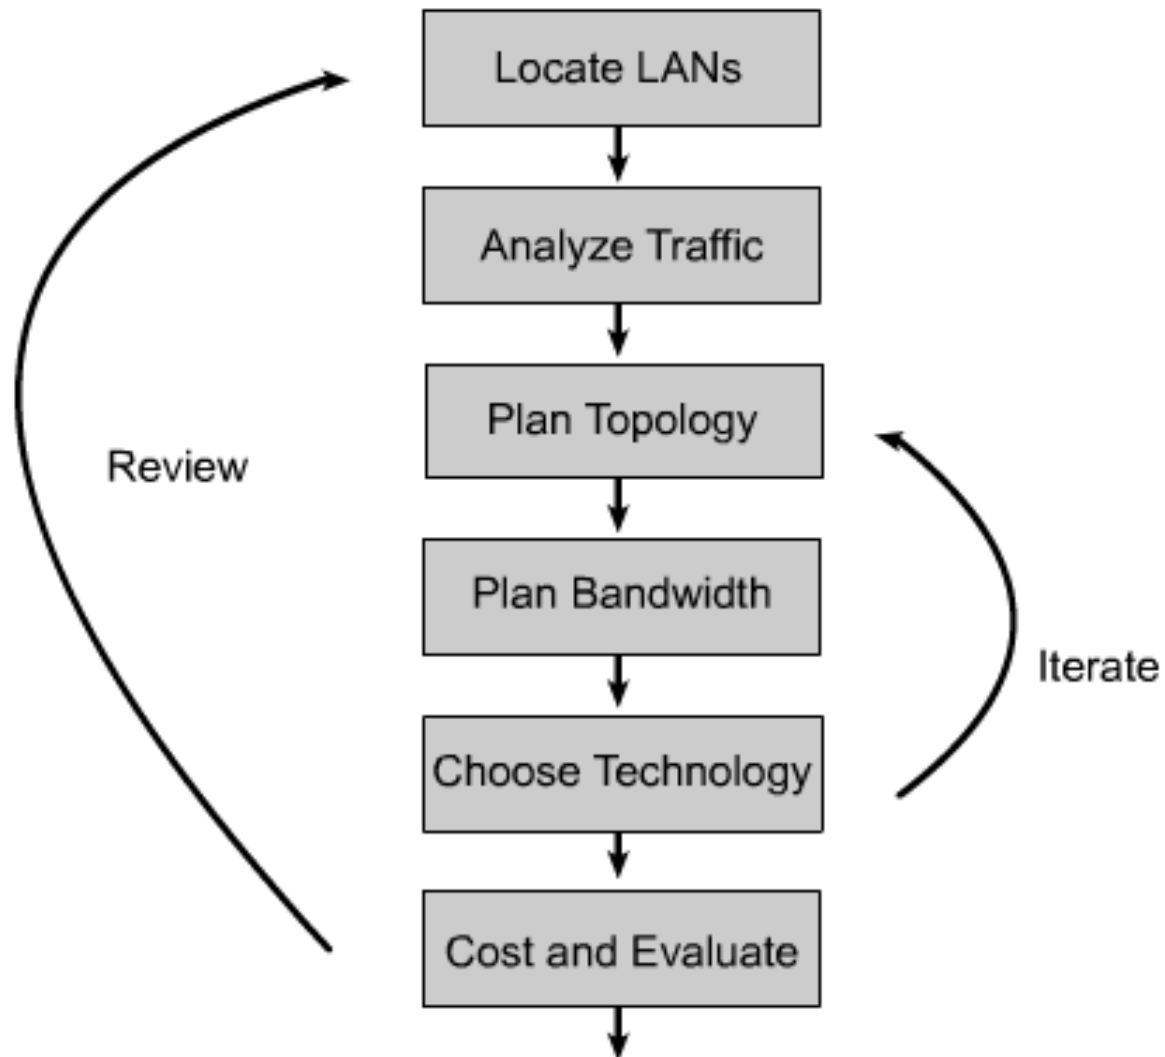 Locate LANs
Analyze Traffic
Plan Topology
Review
Plan Bandwidth
Iterate
Choose Technology
Cost and Evaluate